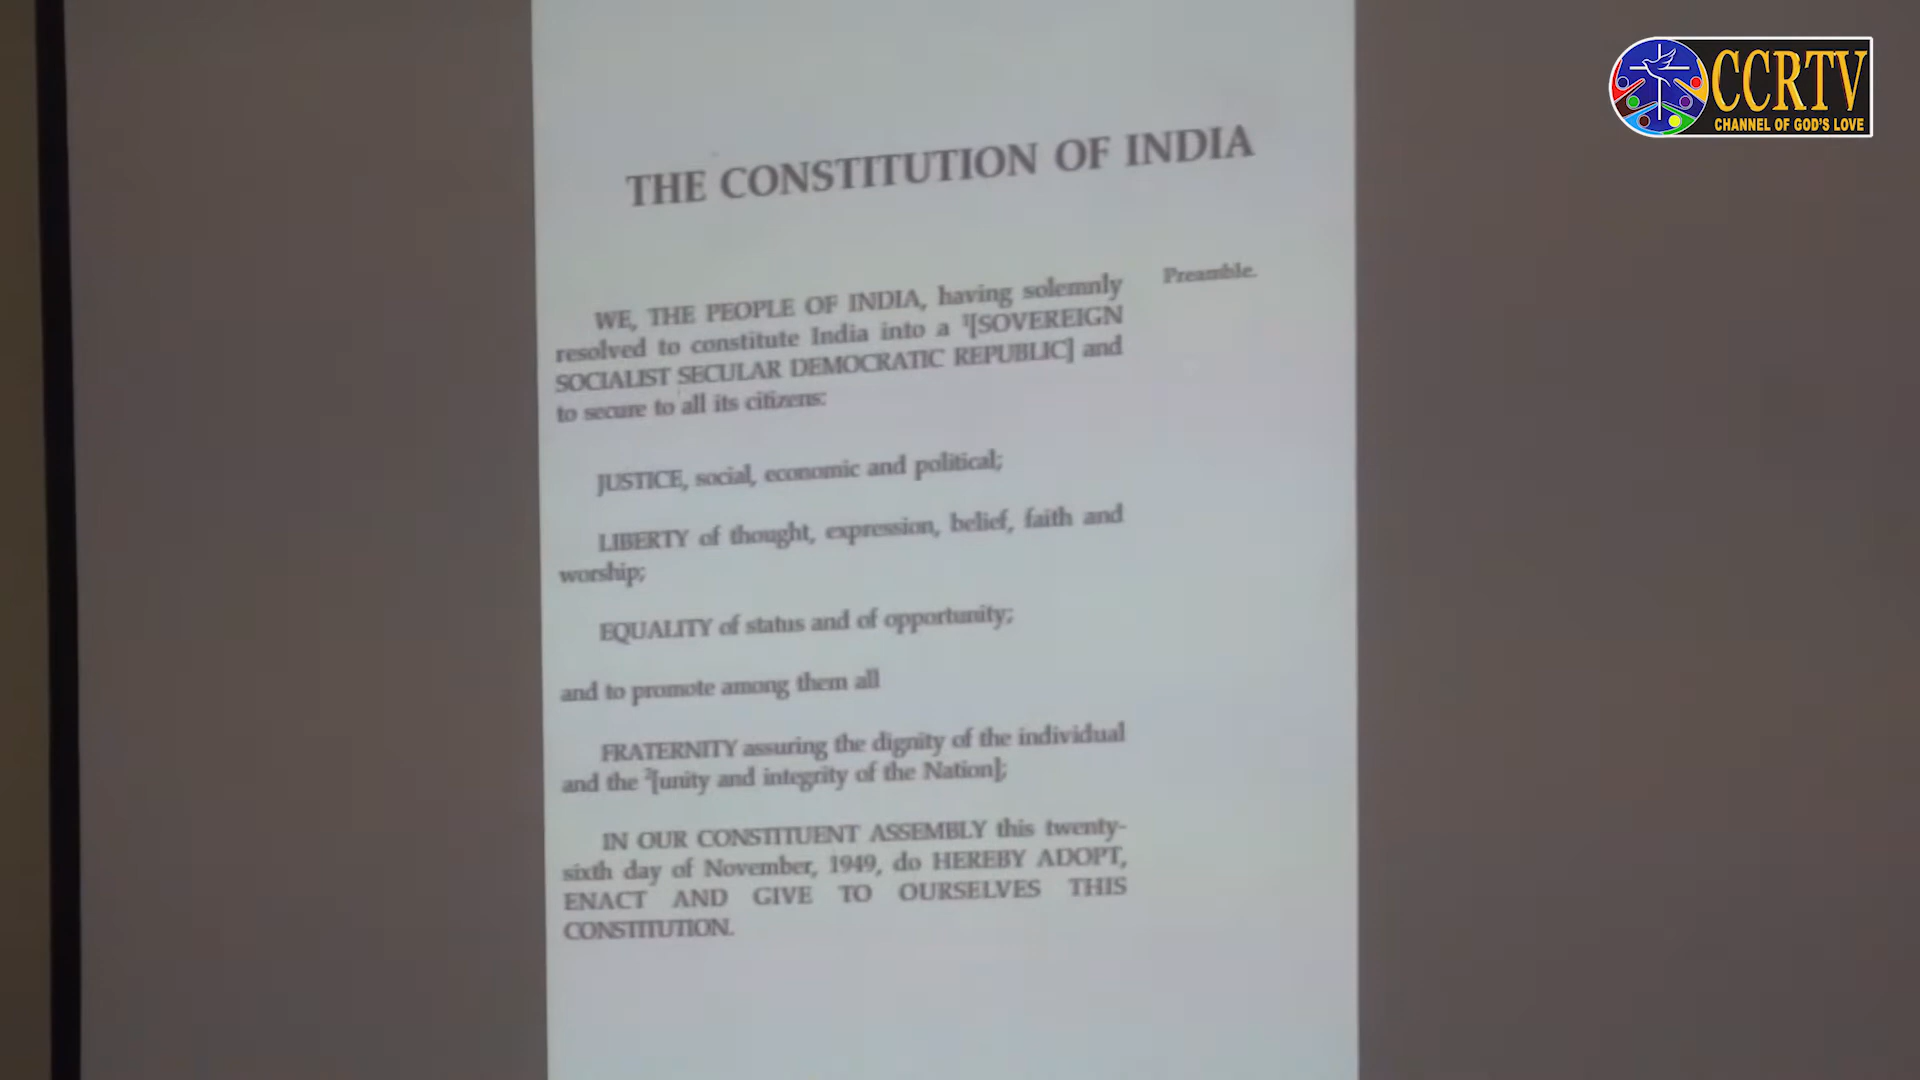 CCRTV
CHANNEL OF GOD'S LOVE
THE CONSTITUTION OF INDIA
Preamble.
WE, THE PEOPLE OF INDIA, having solemnly
resolved to constitute India into a ¹[SOVEREIGN
SOCIALIST SECULAR DEMOCRATIC REPUBLIC] and
to secure to all its citizens:
JUSTICE, social, economic and political;
LIBERTY of thought, expression, belief, faith and
worship;
EQUALITY of status and of opportunity;
and to promote among them all
FRATERNITY assuring the dignity of the individual
and the ²[unity and integrity of the Nation];
IN OUR CONSTITUENT ASSEMBLY this twenty-
sixth day of November, 1949, do HEREBY ADOPT,
ENACT AND GIVE TO OURSELVES THIS
CONSTITUTION.